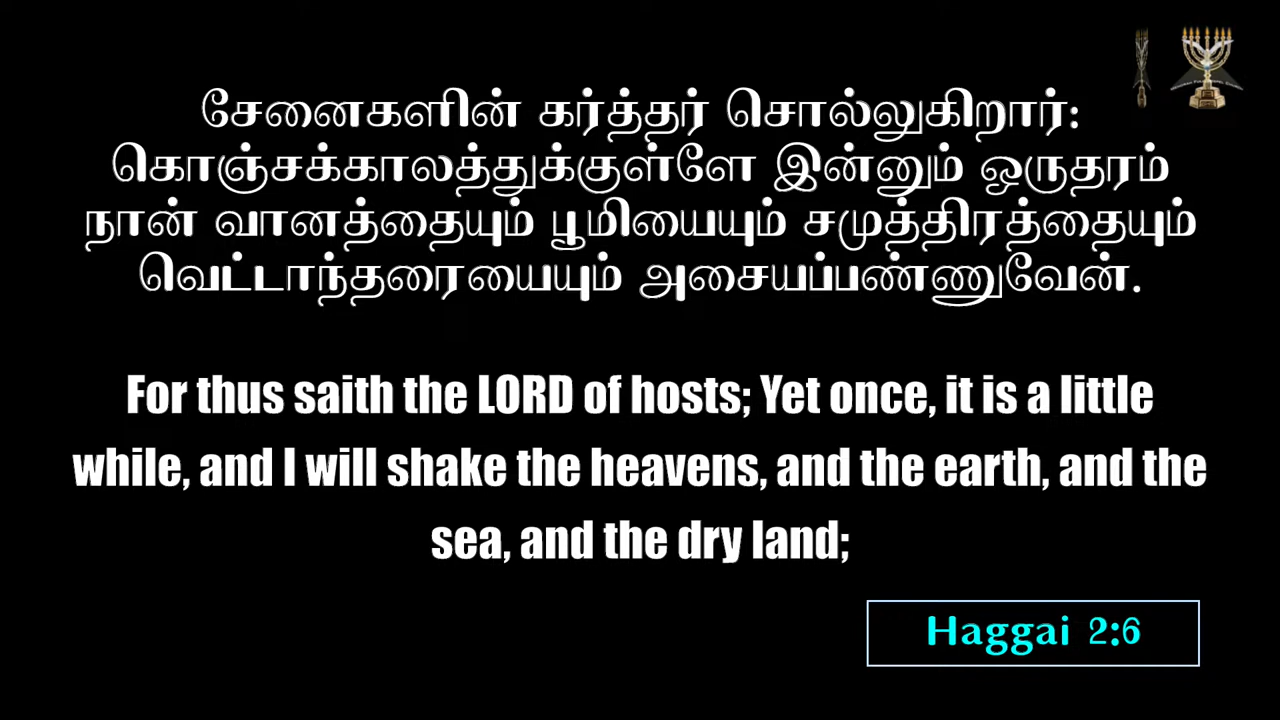 சேனைகளின் கர்த்தர் சொல்லுகிறார்:
கொஞ்சக்காலத்துக்குள்ளே இன்னும் ஒருதரம்
நான் வானத்தையும் பூமியையும் சமுத்திரத்தையும்
வெட்டாந்தரையையும் அசையப்பண்ணுவேன்.
For thus saith the LORD of hosts; Yet once, it is a little
while, and I will shake the heavens, and the earth, and the
sea, and the dry land;
Haggai 2:6